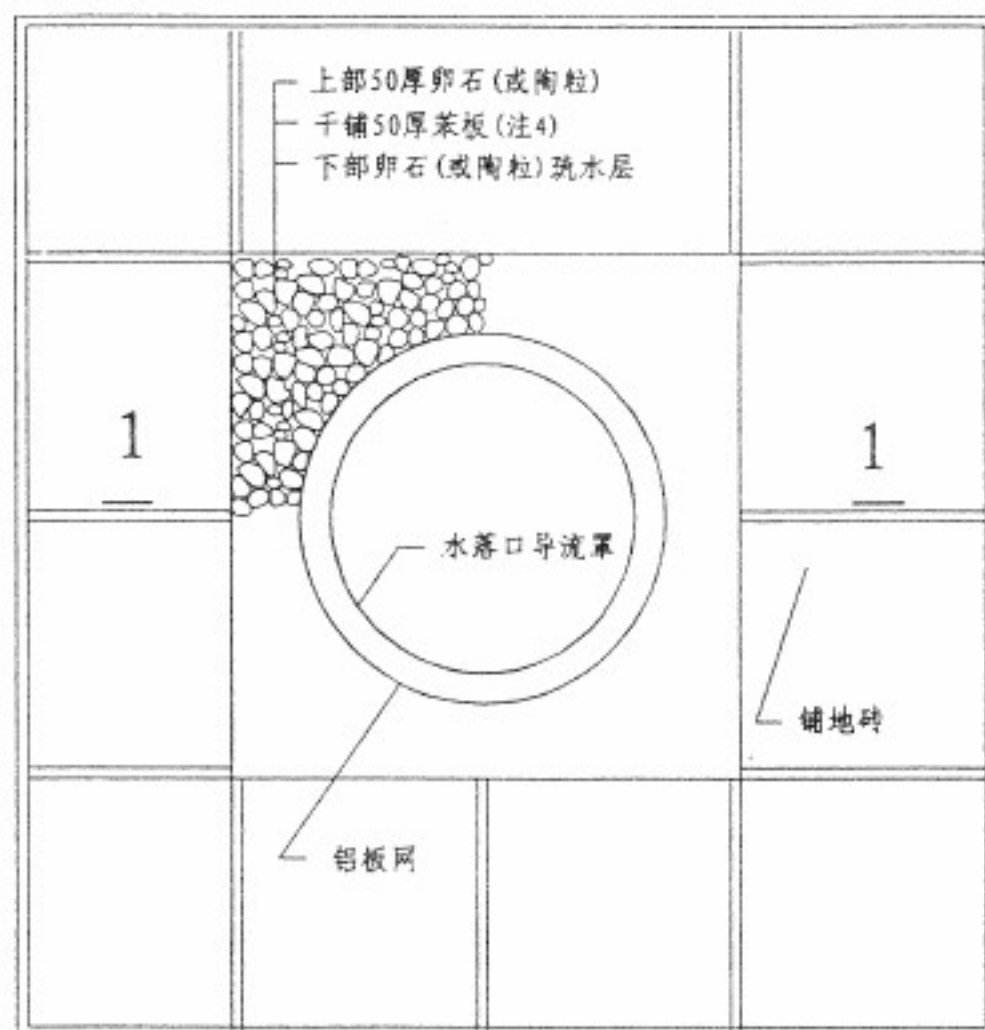 上部50厚卵石(或陶粒)
干铺50厚苯板(注4)
下部卵石(或陶粒)疏水层
1
1
水落口导流罩
铺地砖
铝板网